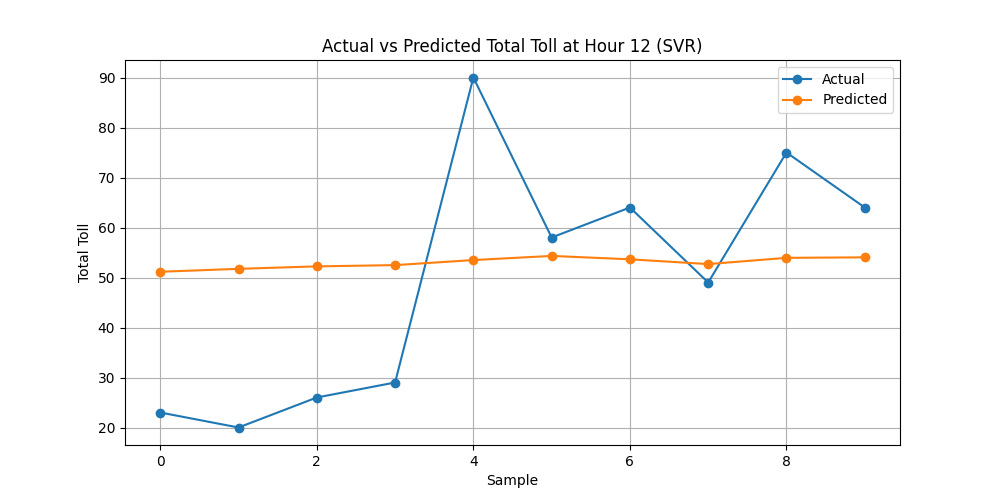 Actual vs Predicted Total Toll at Hour 12 (SVR)
Actual
Predicted
Total Toll
90
80
70
60
50
40
30
20
0 2 4 6 8
Sample